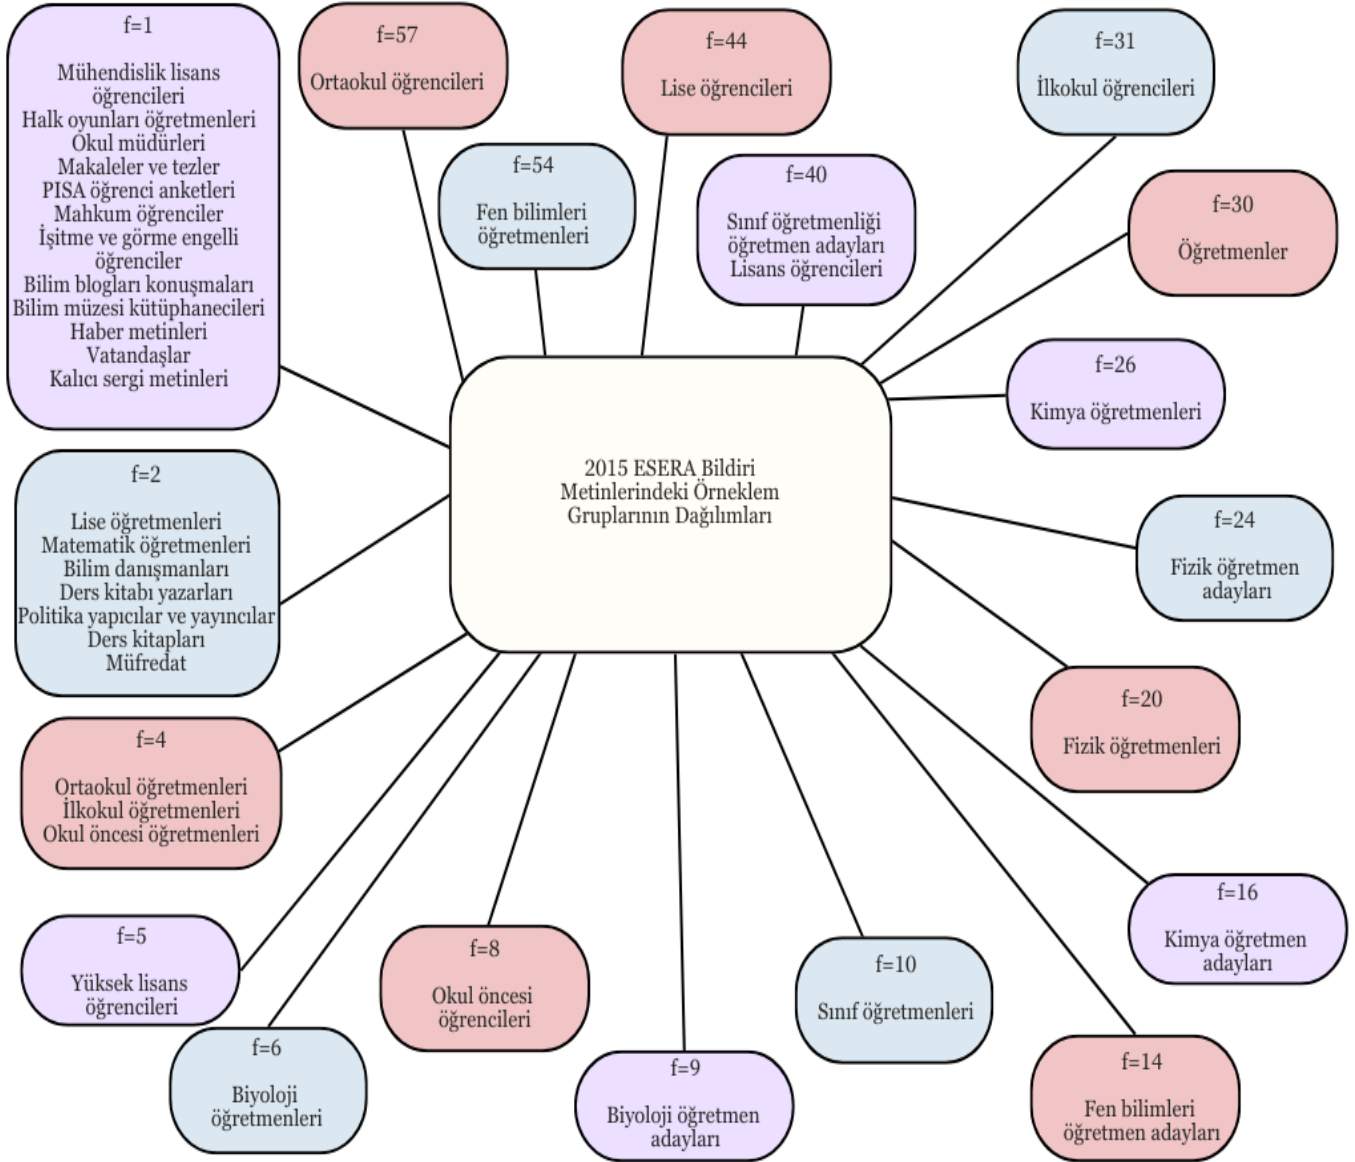 f=1
Mühendislik lisans
öğrencileri
Halk oyunları öğretmenleri
Okul müdürleri
Makaleler ve tezler
PISA öğrenci anketleri
Mahkum öğrenciler
İşitme ve görme engelli
öğrenciler
Bilim blogları konuşmaları
Bilim müzesi kütüphanecileri
Haber metinleri
Vatandaşlar
Kalıcı sergi metinleri
f=57
Ortaokul öğrencileri
f=54
Fen bilimleri
öğretmenleri
f=44
Lise öğrencileri
f=40
Sınıf öğretmenliği
öğretmen adayları
Lisans öğrencileri
f=31
İlkokul öğrencileri
f=30
Öğretmenler
f=26
Kimya öğretmenleri
2015 ESERA Bildiri
Metinlerindeki Örneklem
Gruplarının Dağılımları
f=24
Fizik öğretmen
adayları
f=20
Fizik öğretmenleri
f=16
Kimya öğretmen
adayları
f=14
Fen bilimleri
öğretmen adayları
f=10
Sınıf öğretmenleri
f=9
Biyoloji öğretmen
adayları
f=8
Okul öncesi
öğrencileri
f=6
Biyoloji
öğretmenleri
f=5
Yüksek lisans
öğrencileri
f=4
Ortaokul öğretmenleri
İlkokul öğretmenleri
Okul öncesi öğretmenleri
f=2
Lise öğretmenleri
Matematik öğretmenleri
Bilim danışmanları
Ders kitabı yazarları
Politika yapıcılar ve yayıncılar
Ders kitapları
Müfredat